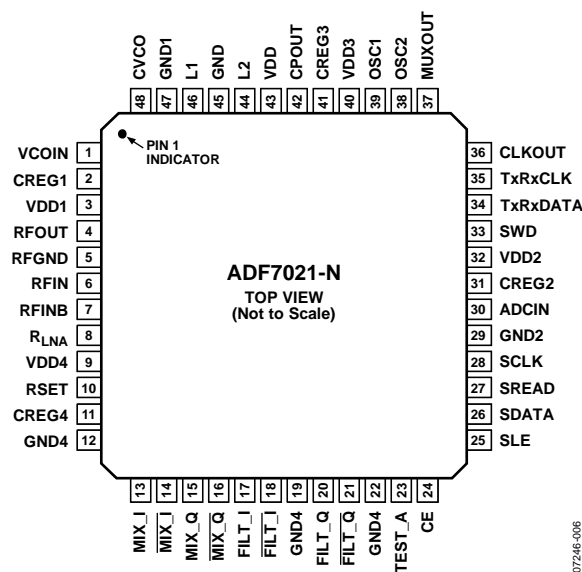 CVCO
GND1
L1
GND
L2
VDD
CPOUT
CREG3
VDD3
OSC1
OSC2
MUXOUT
48
47
46
45
44
43
42
41
40
39
38
37
PIN 1
INDICATOR
VCOIN 1
CREG1 2
VDD1 3
RFOUT 4
RFGND 5
RFIN 6
RFINB 7
RLNA 8
VDD4 9
RSET 10
CREG4 11
GND4 12
ADF7021-N
TOP VIEW
(Not to Scale)
36 CLKOUT
35 TxRxCLK
34 TxRxDATA
33 SWD
32 VDD2
31 CREG2
30 ADCIN
29 GND2
28 SCLK
27 SREAD
26 SDATA
25 SLE
13
14
15
16
17
18
19
20
21
22
23
24
MIX_I
M̅I̅X̅_̅I̅
MIX_Q
M̅I̅X̅_̅Q̅
FILT_I
F̅I̅L̅T̅_̅I̅
GND4
FILT_Q
F̅I̅L̅T̅_̅Q̅
GND4
TEST_A
CE
07246-006